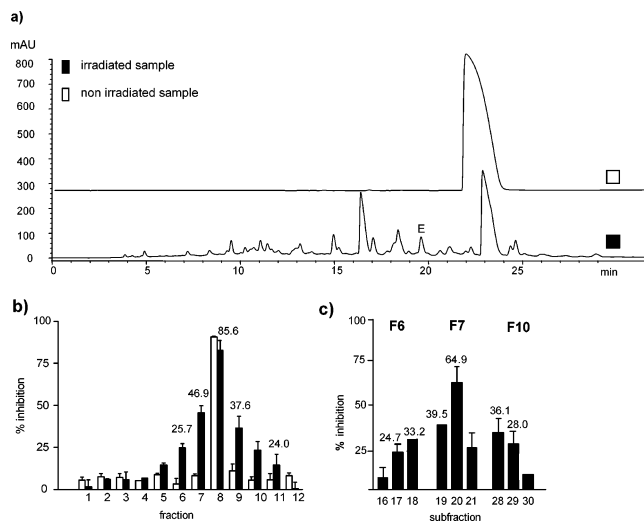 a)
mAU
800
700
600
500
400
300
200
100
0
irradiated sample
non irradiated sample
E
0 5 10 15 20 25 min
b)
100
75
50
25
0
% inhibition
25.7 46.9 85.6 37.6 24.0
1 2 3 4 5 6 7 8 9 10 11 12
fraction
c)
F6 F7 F10
100
75
50
25
% inhibition
24.7 33.2 39.5 64.9 36.1 28.0
16 17 18 19 20 21 28 29 30
subfraction